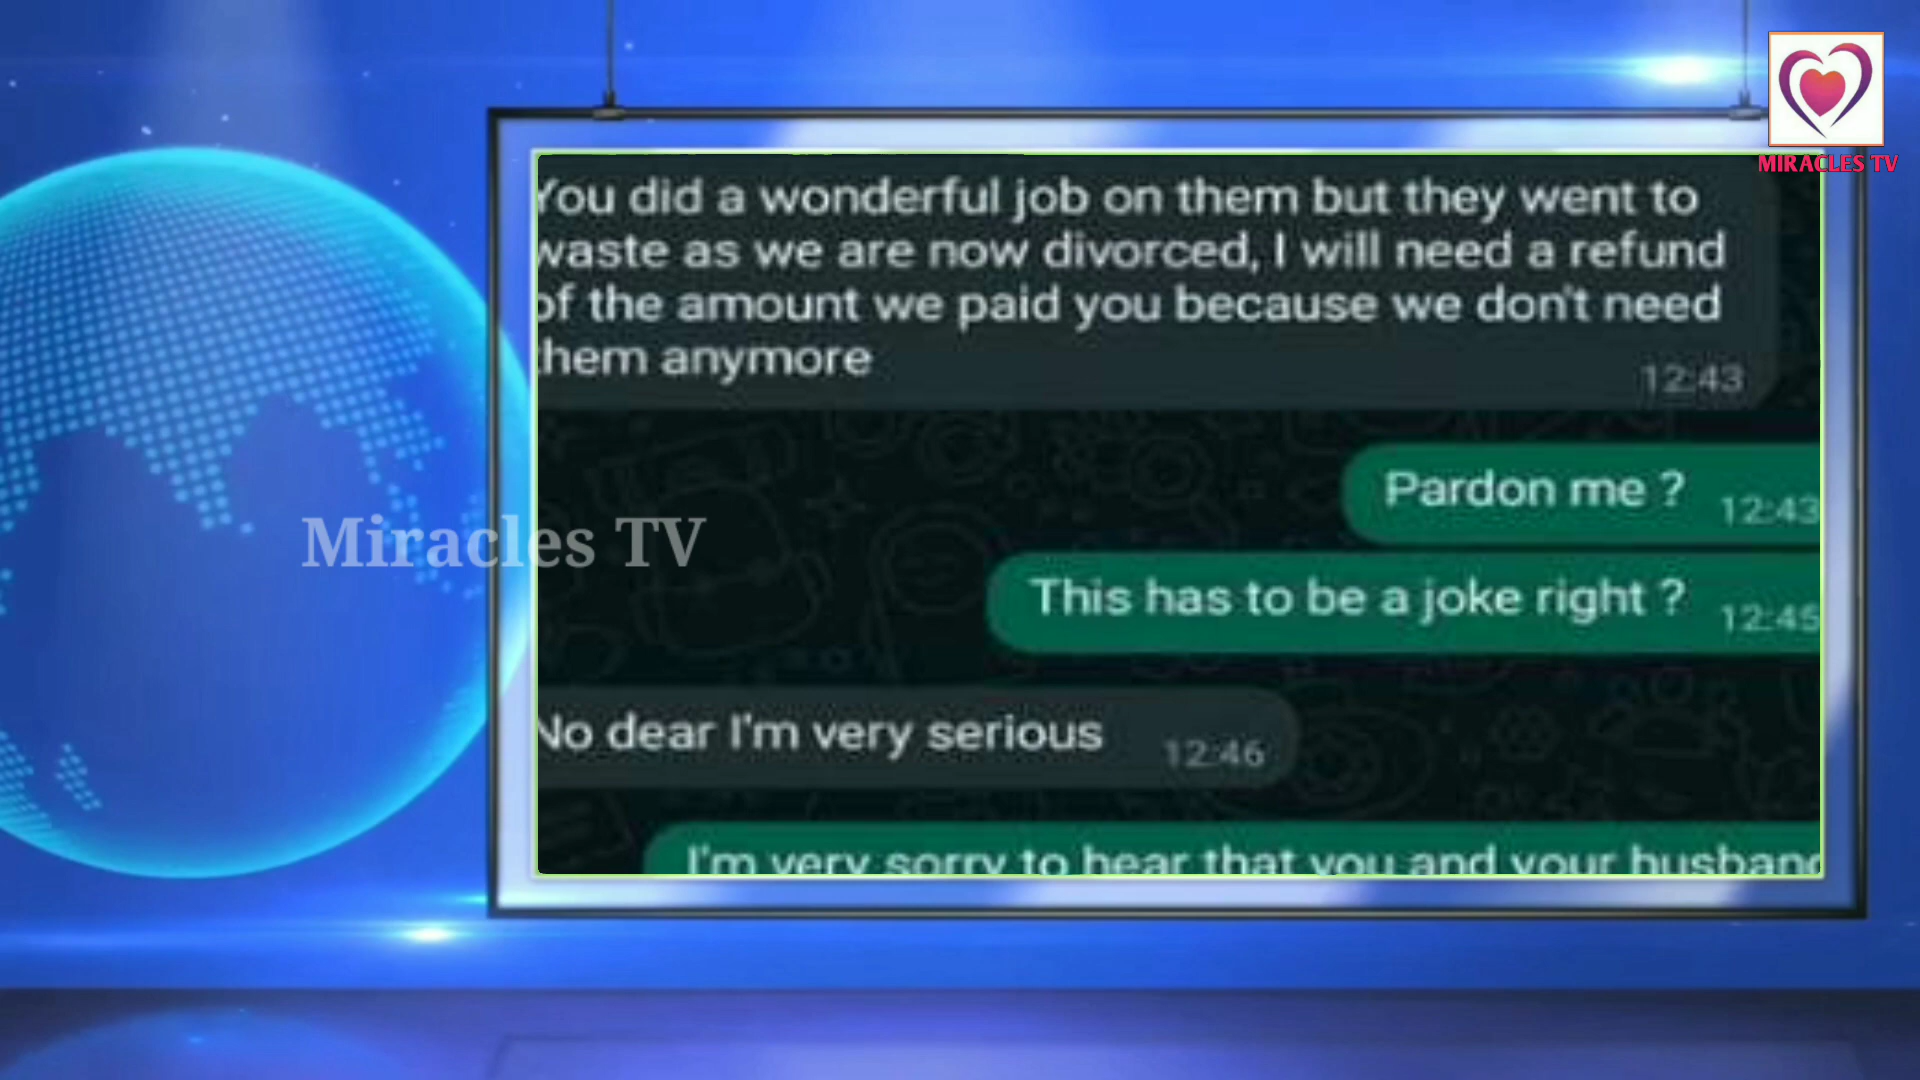 MIRACLES TV
You did a wonderful job on them but they went to
waste as we are now divorced, I will need a refund
of the amount we paid you because we don't need
them anymore
12:43
Pardon me ? 12:43
This has to be a joke right ? 12:45
Miracles TV
No dear I'm very serious 12:46
I'm very sorry to hear that you and your husband